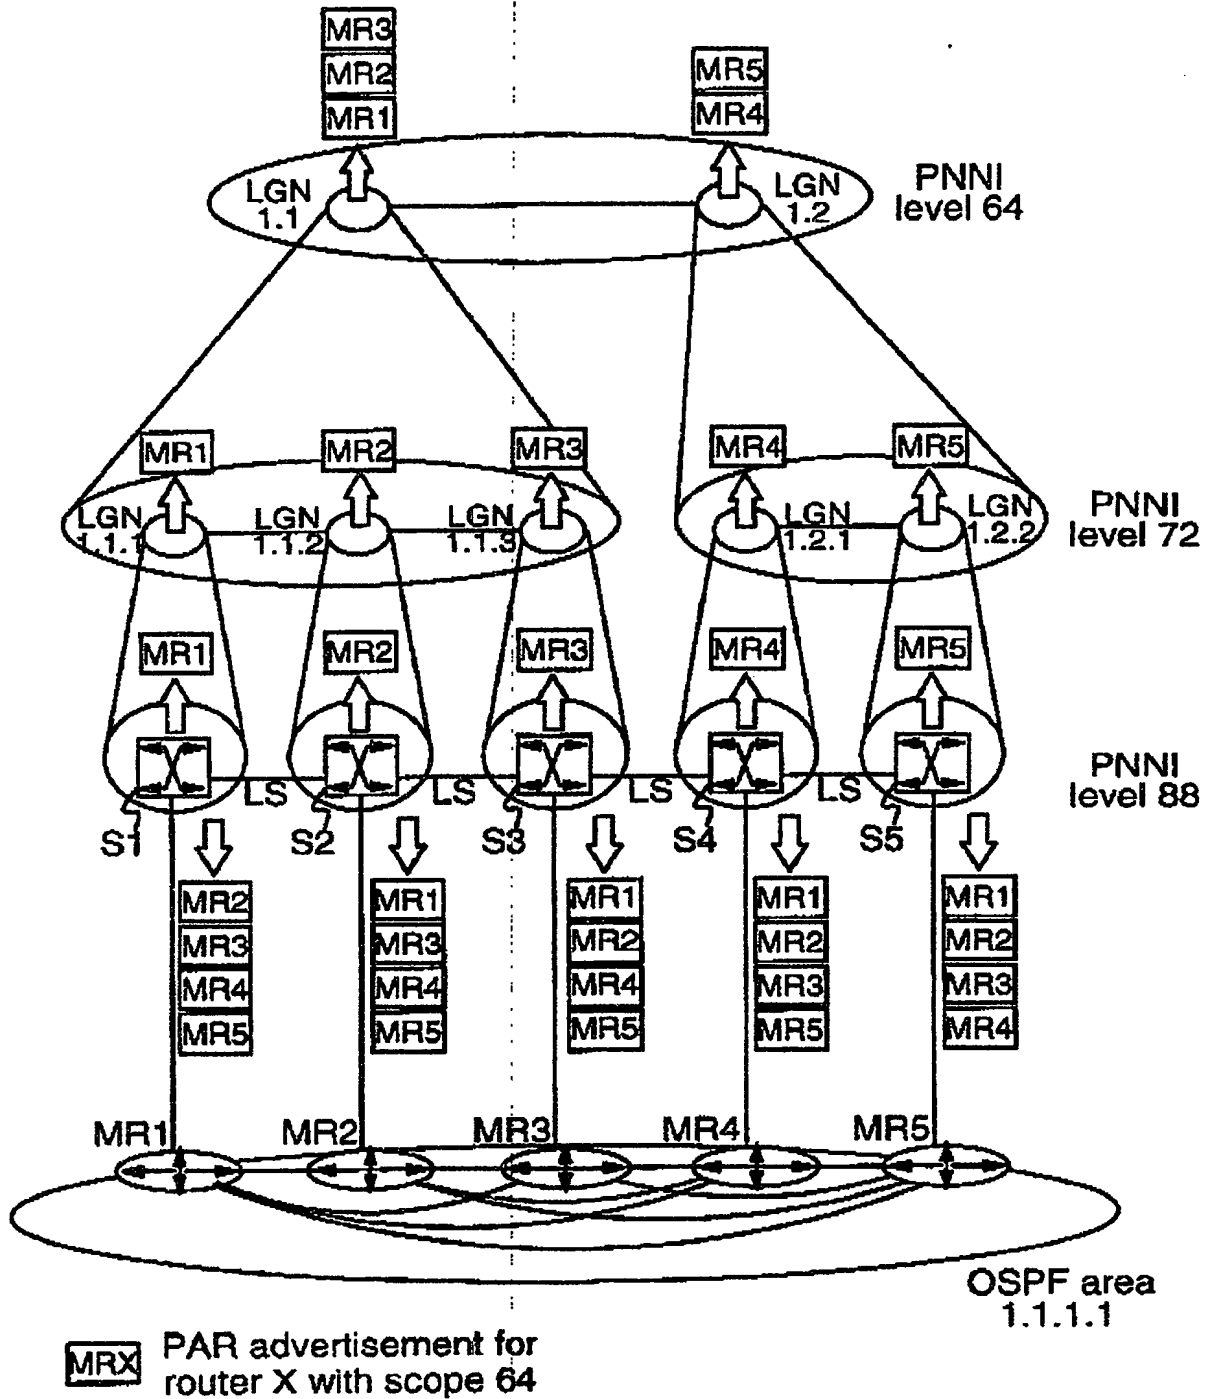 MR3
MR2
MR1
MR5
MR4
LGN
1.1
LGN
1.2
PNNI
level 64
MR1
MR2
MR3
MR4
MR5
LGN
1.1.1
LGN
1.1.2
LGN
1.1.3
LGN
1.2.1
LGN
1.2.2
PNNI
level 72
MR1
MR2
MR3
MR4
MR5
PNNI
level 88
LS
LS
LS
LS
S1
S2
S3
S4
S5
MR2
MR3
MR4
MR5
MR1
MR3
MR4
MR5
MR1
MR2
MR4
MR5
MR1
MR2
MR3
MR5
MR1
MR2
MR3
MR4
MR1
MR2
MR3
MR4
MR5
OSPF area
1.1.1.1
MRX
PAR advertisement for
router X with scope 64